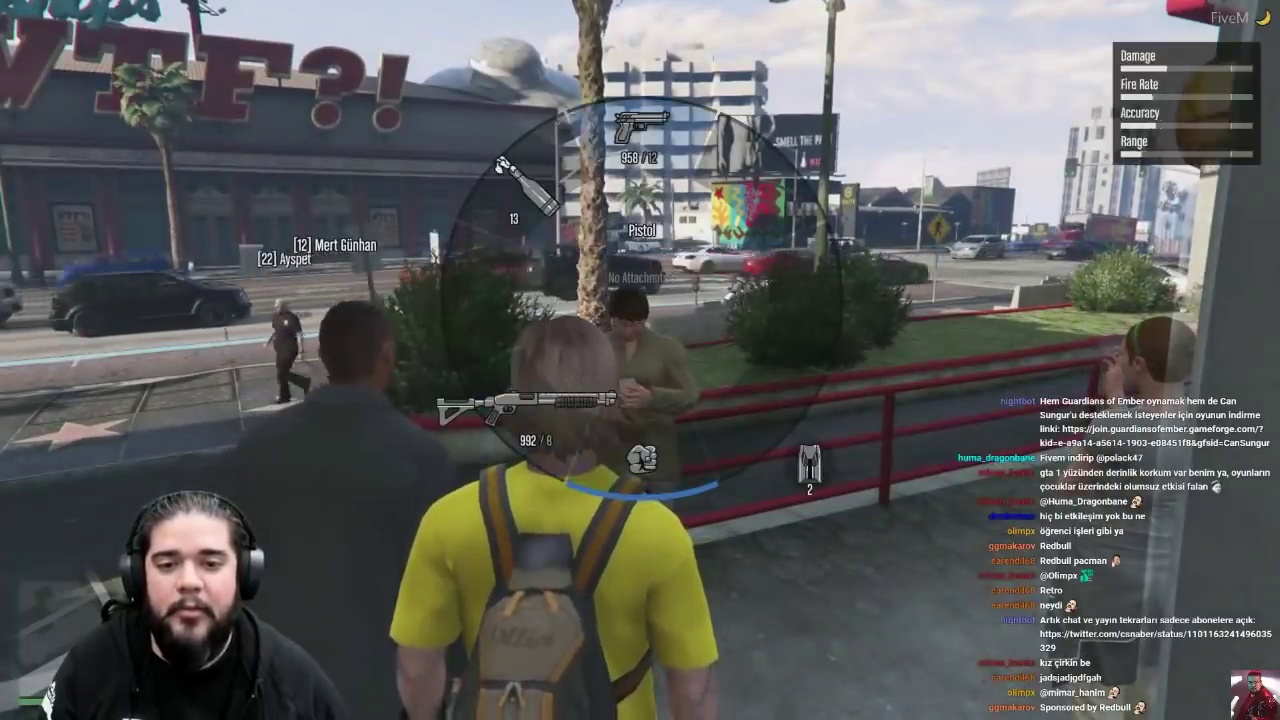 FiveM
WTF?!
Damage
Fire Rate
Accuracy
Range
958 / 12
SMELL THE
13
Pistol
[12] Mert Günhan
[22] Ayspet
No Attachments
992 / 8
2
nightbot Hem Guardians of Ember oynamak hem de Can
Sungur'u desteklemek isteyenler için oyunun indirme
linki: https://join.guardiansofember.gameforge.com/?
kid=e-a9a14-a5614-1903-e08451f8&gfsid=CanSungur
huma_dragonbane Fivem indirip @polack47
gta 1 yüzünden derinlik korkum var benim ya, oyunların
çocuklar üzerindeki olumsuz etkisi falan
@Huma_Dragonbane
hiç bi etkileşim yok bu ne
olimpx öğrenci işleri gibi ya
ggmakarov Redbull
earendil68 Redbull pacman
@Olimpx
earendil68 Retro
earendil68 neydi
nightbot Artık chat ve yayın tekrarları sadece abonelere açık:
https://twitter.com/csnaber/status/1101163241496035
329
kız çirkin be
earendil68 jadsjadjgdfgah
olimpx @mimar_hanim
ggmakarov Sponsored by Redbull